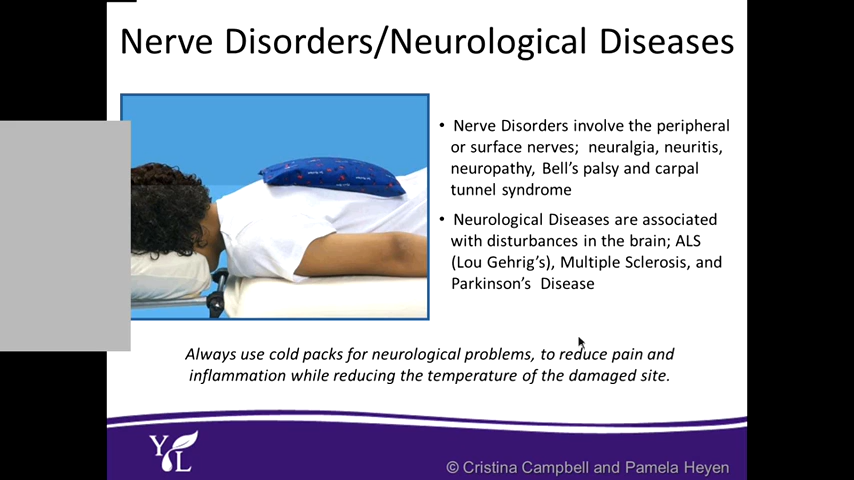 Nerve Disorders/Neurological Diseases
• Nerve Disorders involve the peripheral
or surface nerves; neuralgia, neuritis,
neuropathy, Bell's palsy and carpal
tunnel syndrome
• Neurological Diseases are associated
with disturbances in the brain; ALS
(Lou Gehrig's), Multiple Sclerosis, and
Parkinson's Disease
Always use cold packs for neurological problems, to reduce pain and
inflammation while reducing the temperature of the damaged site.
Y L
© Cristina Campbell and Pamela Heyen